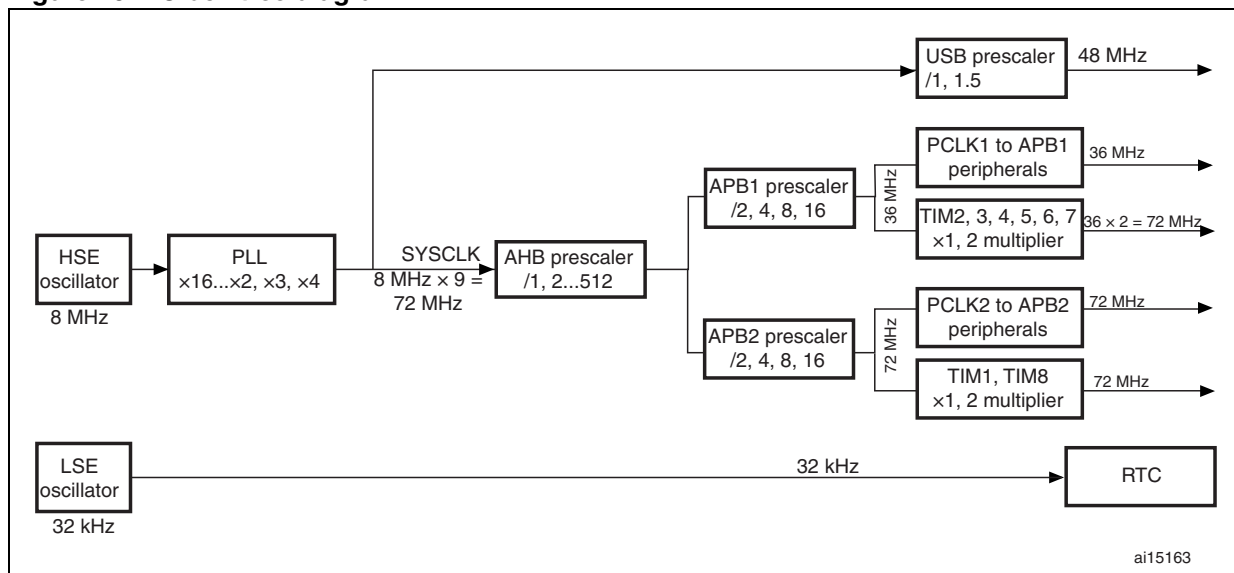 USB prescaler
/1, 1.5
48 MHz
PCLK1 to APB1
peripherals
36 MHz
APB1 prescaler
/2, 4, 8, 16
36 MHz
TIM2, 3, 4, 5, 6, 7
×1, 2 multiplier
36 × 2 = 72 MHz
HSE
oscillator
8 MHz
PLL
×16...×2, ×3, ×4
SYSCLK
8 MHz × 9 =
72 MHz
AHB prescaler
/1, 2...512
PCLK2 to APB2
peripherals
72 MHz
APB2 prescaler
/2, 4, 8, 16
72 MHz
TIM1, TIM8
×1, 2 multiplier
72 MHz
LSE
oscillator
32 kHz
32 kHz
RTC
ai15163